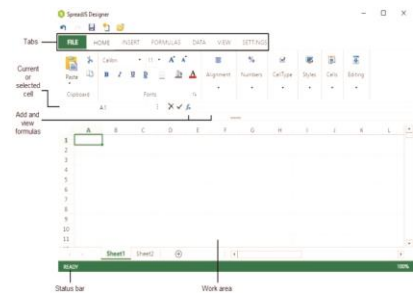 SpreadJS Designer
Tabs
FILE HOME INSERT FORMULAS DATA VIEW SETTINGS
Current
or
selected
cell
Paste
Calibri 11 A A
B I U A
Alignment Numbers CellType Styles Cells Editing
Clipboard Fonts
A1 fx
Add and
view
formulas
A B C D E F G H I J K L
1
2
3
4
5
6
7
8
9
10
11
Sheet1 Sheet2
READY 100%
Status bar Work area